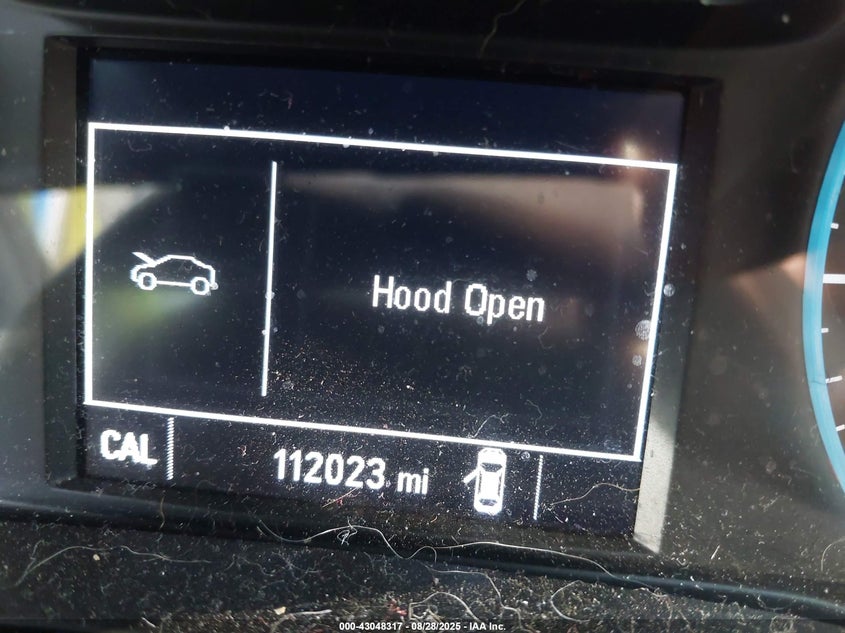 Hood Open
CAL
112023 mi
000-43048317 - 08/28/2025 - IAA Inc.